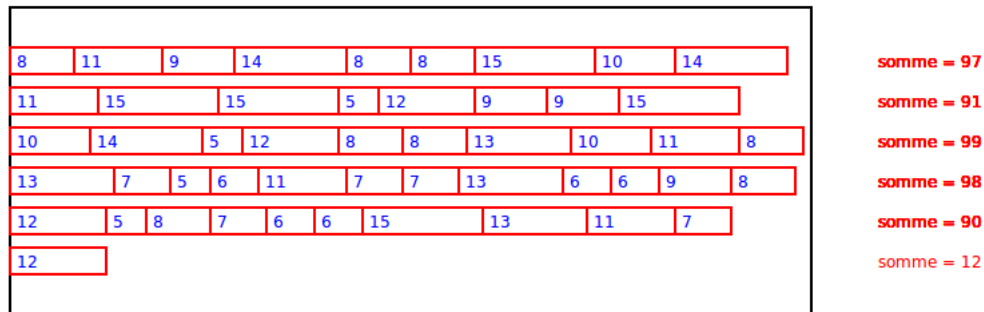 8 11 9 14 8 8 15 10 14 somme = 97
11 15 15 5 12 9 9 15 somme = 91
10 14 5 12 8 8 13 10 11 8 somme = 99
13 7 5 6 11 7 7 13 6 6 9 8 somme = 98
12 5 8 7 6 6 15 13 11 7 somme = 90
12 somme = 12